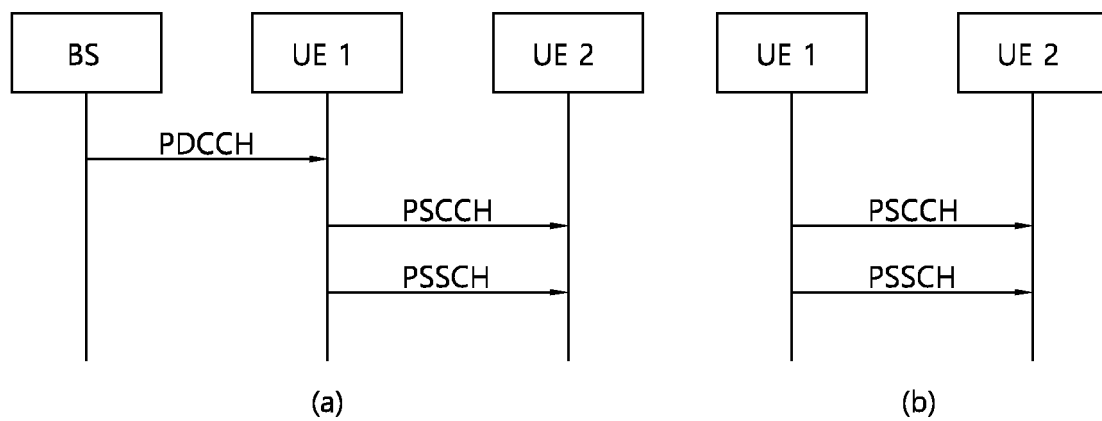 BS UE 1 UE 2 UE 1 UE 2
PDCCH
PSCCH PSCCH
PSSCH PSSCH
(a) (b)